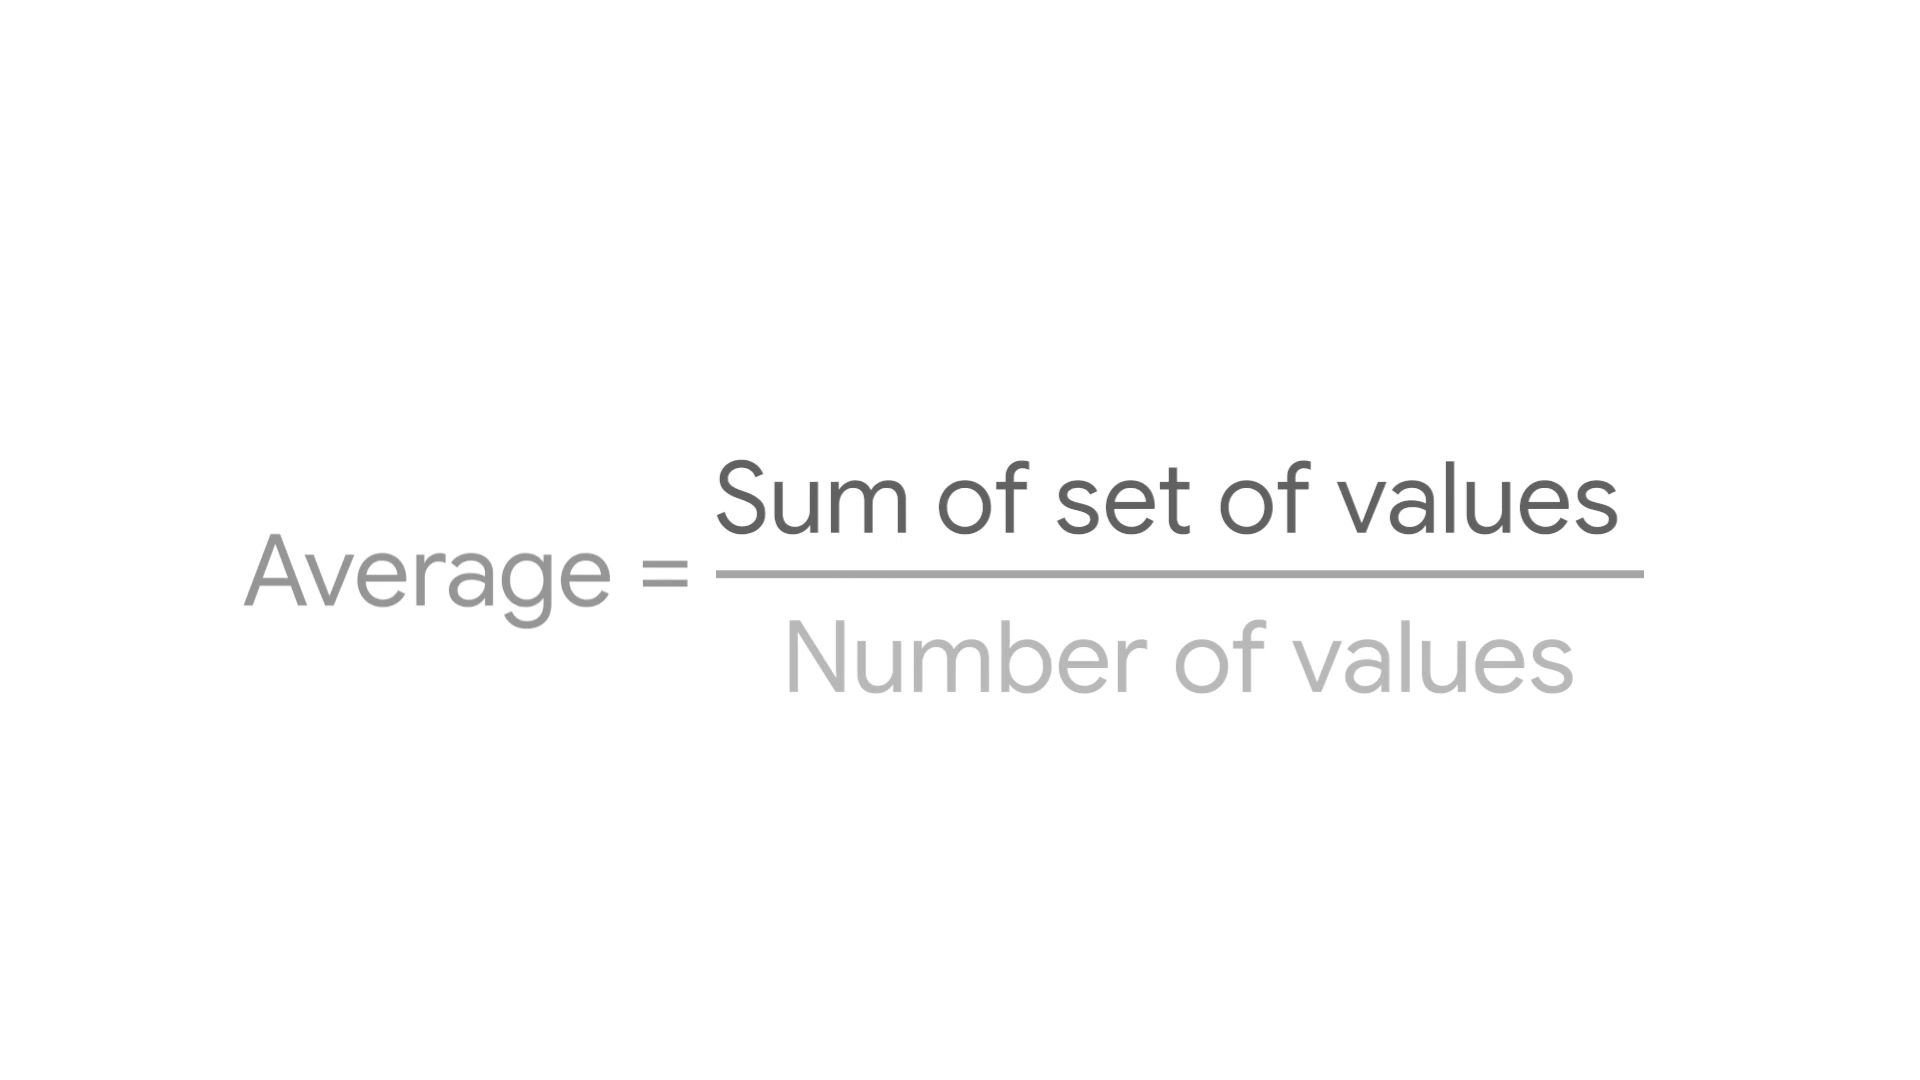 Sum of set of values
Average =
Number of values